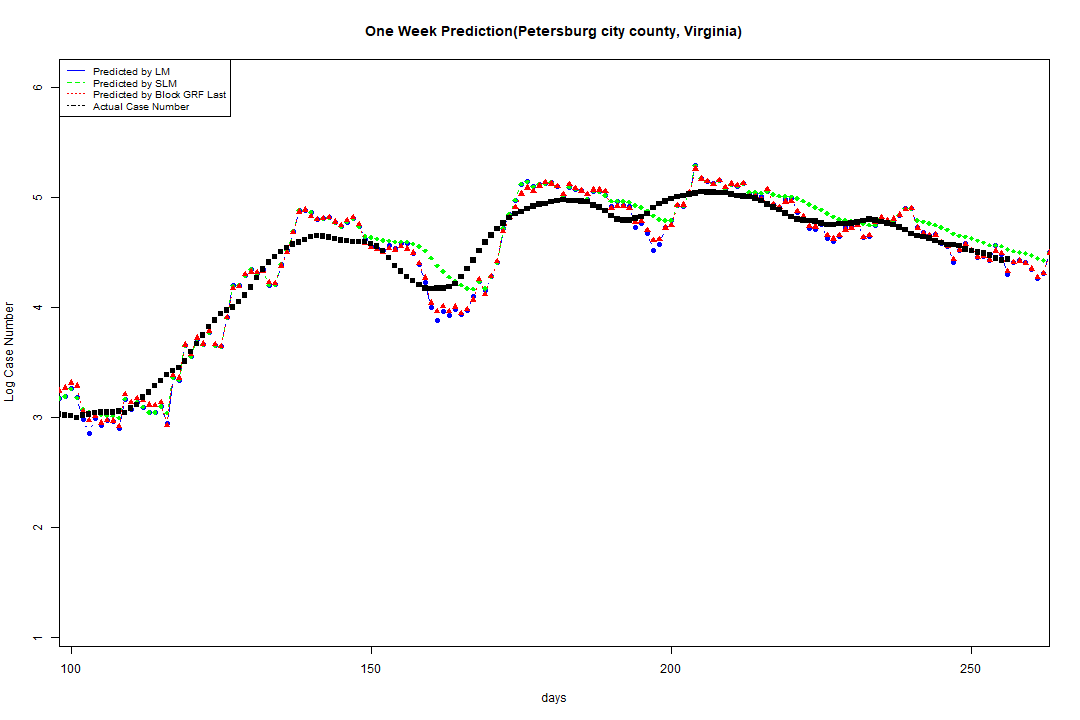 One Week Prediction(Petersburg city county, Virginia)
Predicted by LM
Predicted by SLM
Predicted by Block GRF Last
Actual Case Number
6
5
4
3
2
1
Log Case Number
100 150 200 250
days